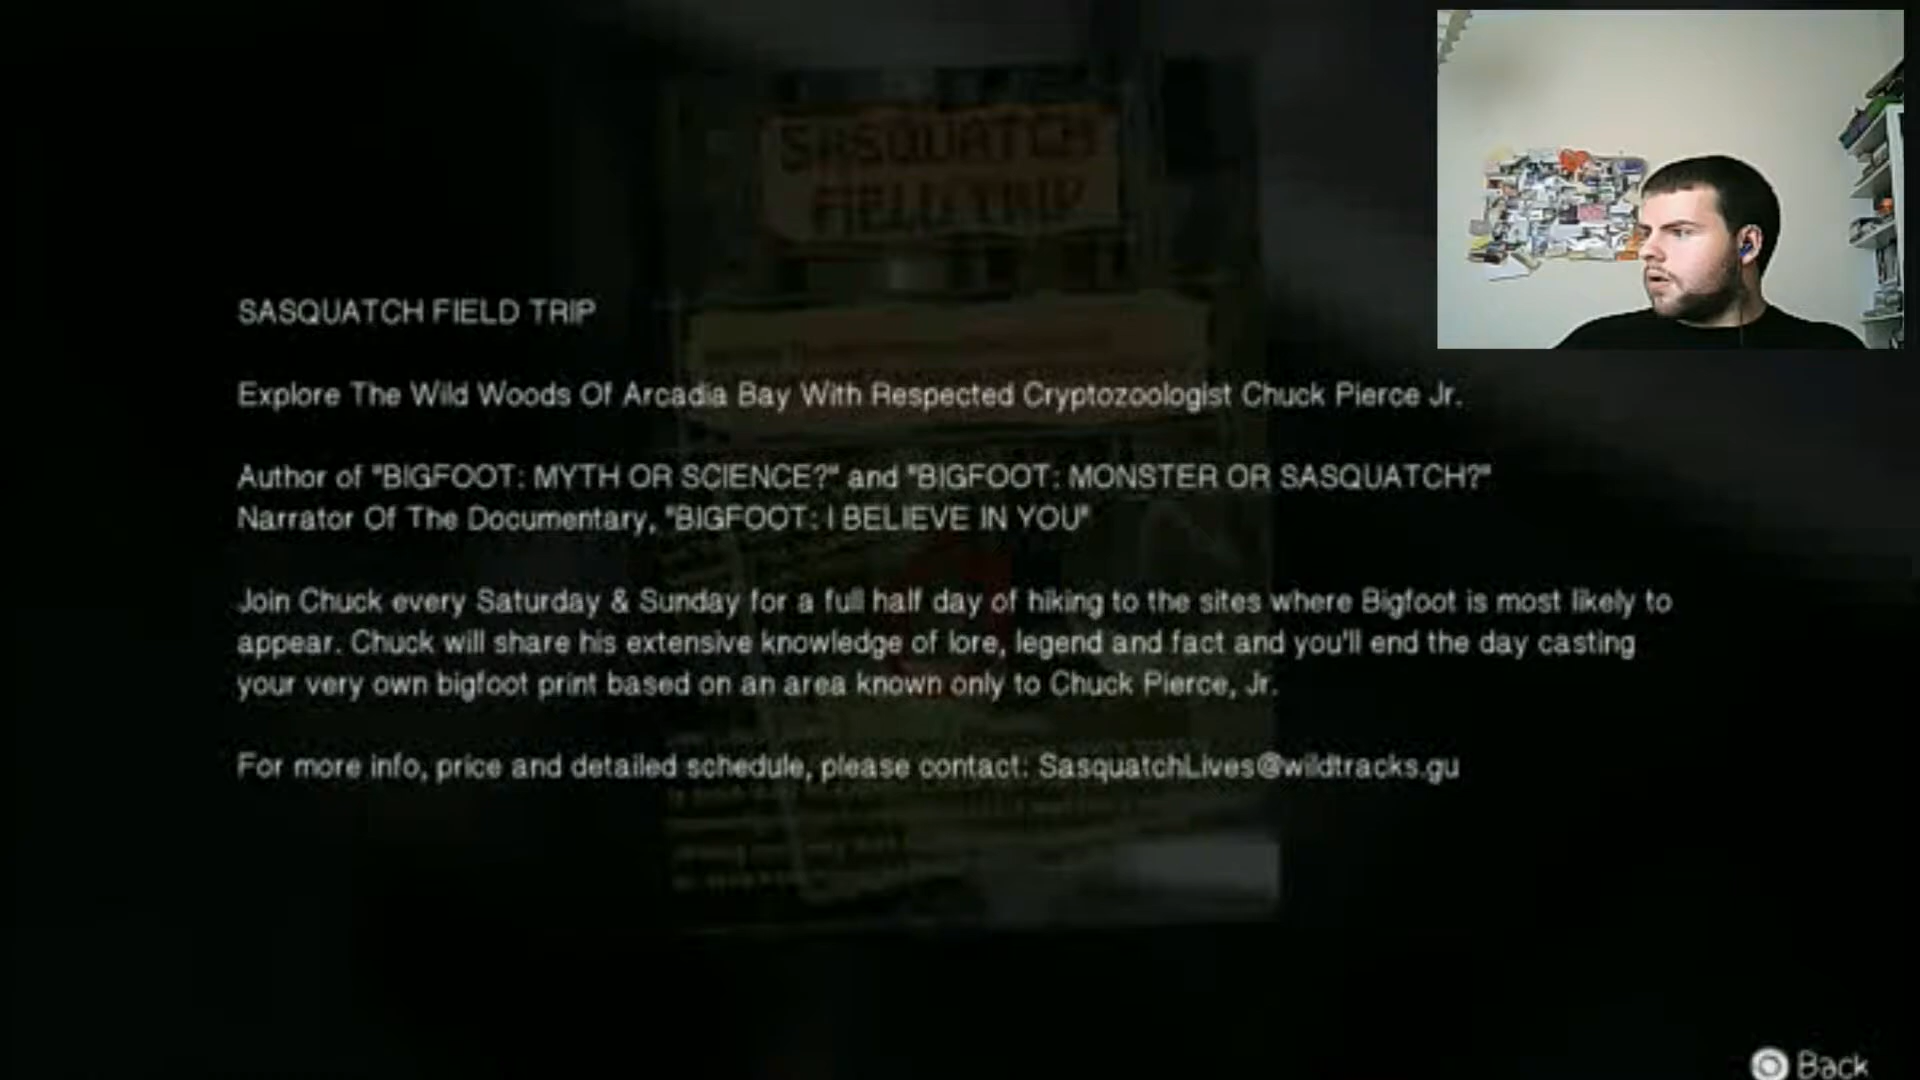 SASQUATCH
FIELD TRIP
SASQUATCH FIELD TRIP
Explore The Wild Woods Of Arcadia Bay With Respected Cryptozoologist Chuck Pierce Jr.
Author of "BIGFOOT: MYTH OR SCIENCE?" and "BIGFOOT: MONSTER OR SASQUATCH?"
Narrator Of The Documentary, "BIGFOOT: I BELIEVE IN YOU"
Join Chuck every Saturday & Sunday for a full half day of hiking to the sites where Bigfoot is most likely to
appear. Chuck will share his extensive knowledge of lore, legend and fact and you'll end the day casting
your very own bigfoot print based on an area known only to Chuck Pierce, Jr.
For more info, price and detailed schedule, please contact: SasquatchLives@wildtracks.gu
Back